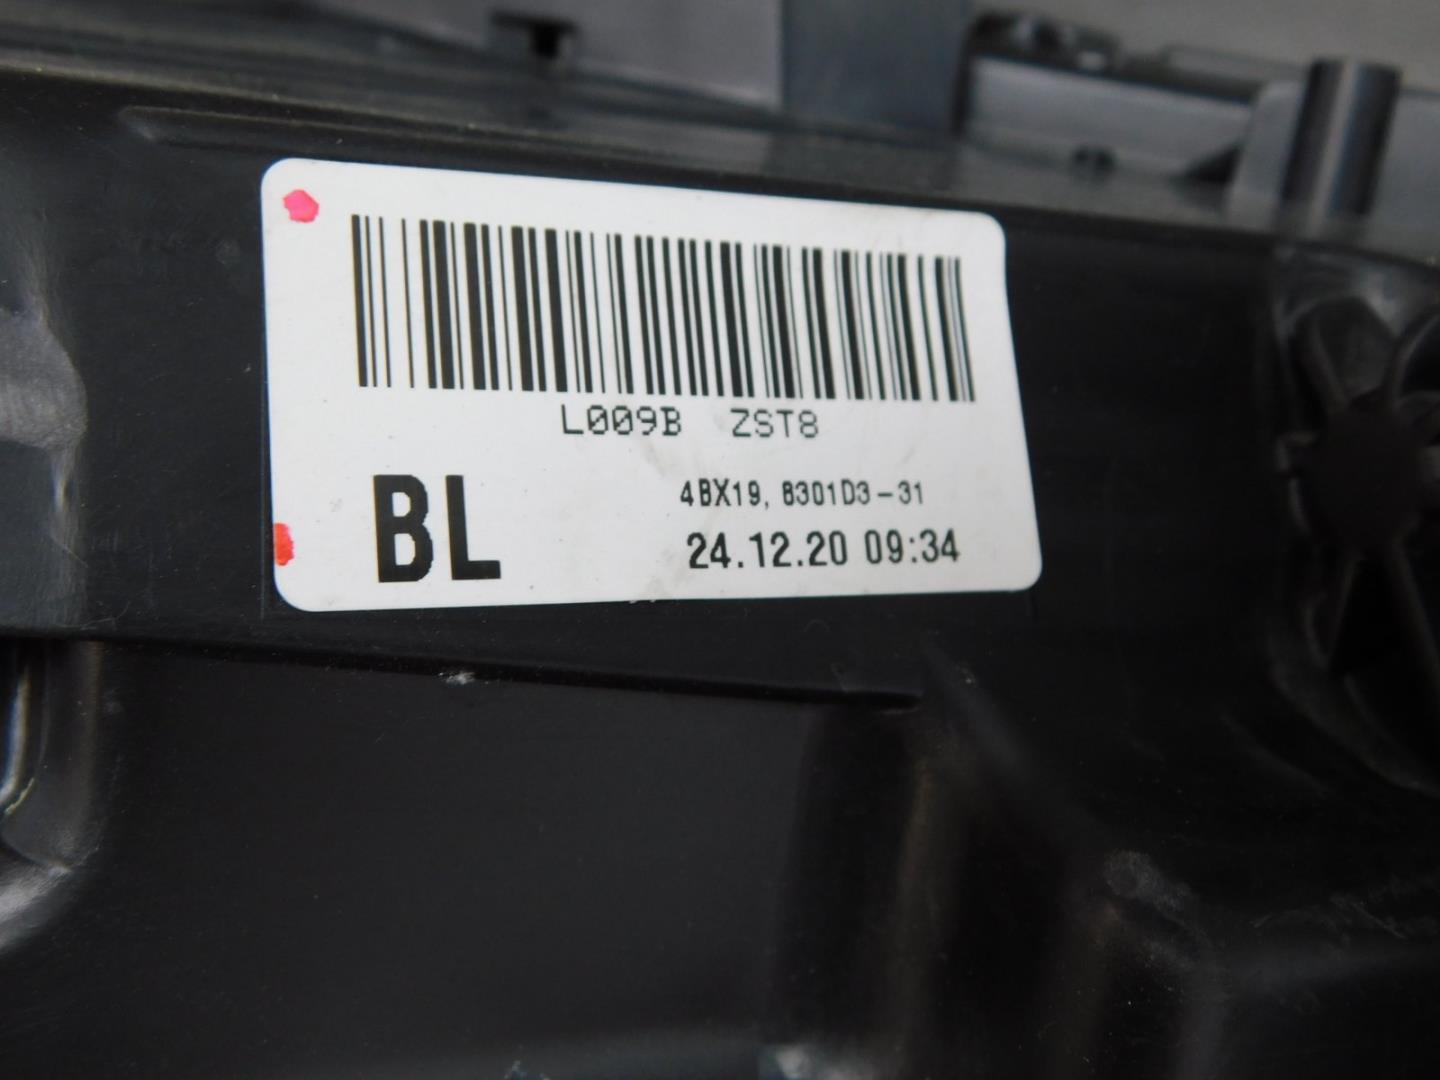 L009B ZST8
BL
4BX19, 8301D3-31
24.12.20 09:34